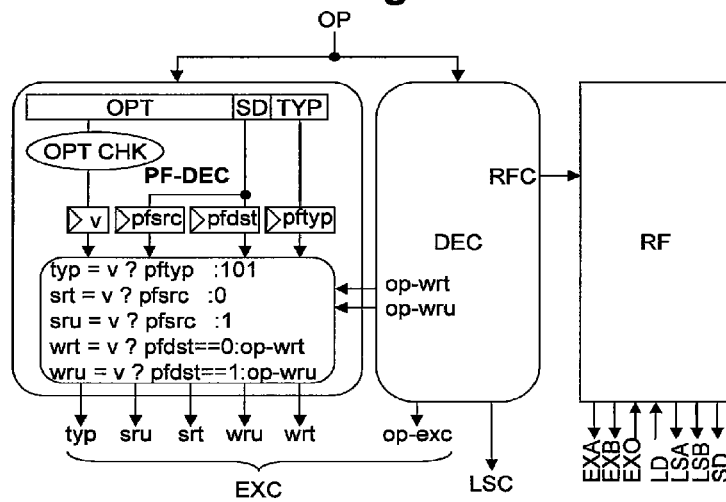 OP
OPT SD TYP
OPT CHK
PF-DEC
v pfsrc pfdst pftyp
typ = v ? pftyp :101
srt = v ? pfsrc :0
sru = v ? pfsrc :1
wrt = v ? pfdst==0:op-wrt
wru = v ? pfdst==1:op-wru
DEC
RFC
op-wrt
op-wru
RF
typ sru srt wru wrt
op-exc
EXC
LSC
EXA
EXB
EXO
LD
LSA
LSB
SD